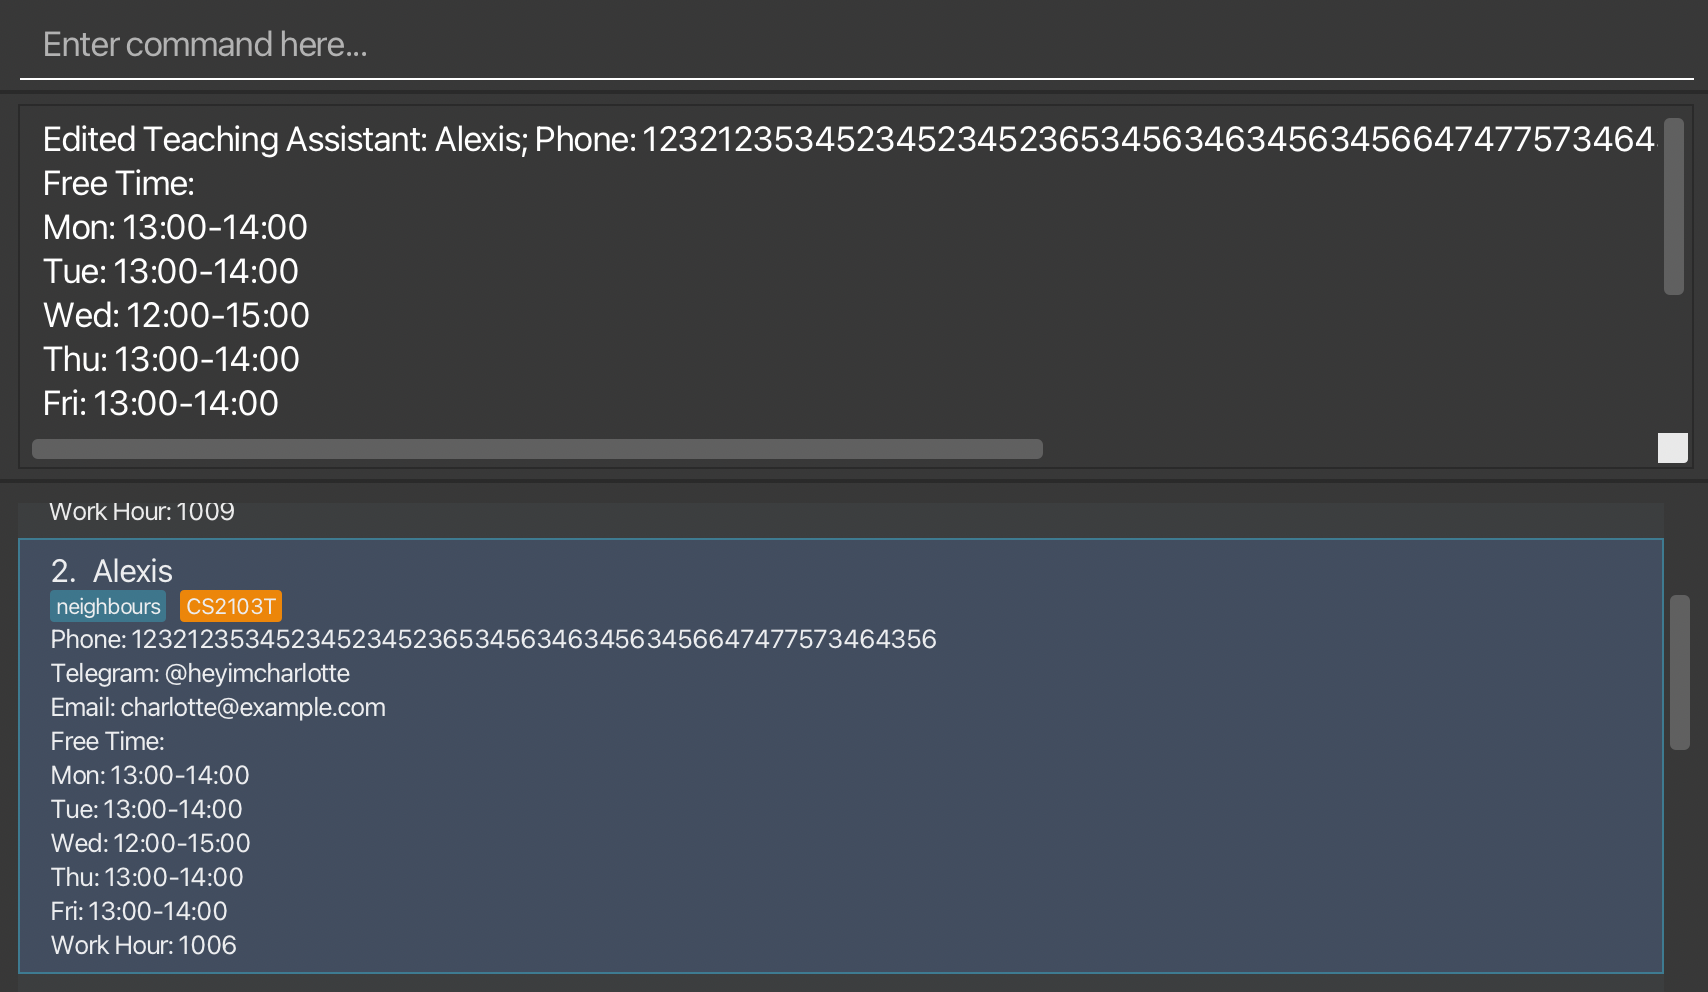 Enter command here...
Edited Teaching Assistant: Alexis; Phone: 12321235345234523452365345634634563456647477573464
Free Time:
Mon: 13:00-14:00
Tue: 13:00-14:00
Wed: 12:00-15:00
Thu: 13:00-14:00
Fri: 13:00-14:00
Work Hour: 1009
2. Alexis
neighbours CS2103T
Phone: 12321235345234523452365345634634563456647477573464356
Telegram: @heyimcharlotte
Email: charlotte@example.com
Free Time:
Mon: 13:00-14:00
Tue: 13:00-14:00
Wed: 12:00-15:00
Thu: 13:00-14:00
Fri: 13:00-14:00
Work Hour: 1006